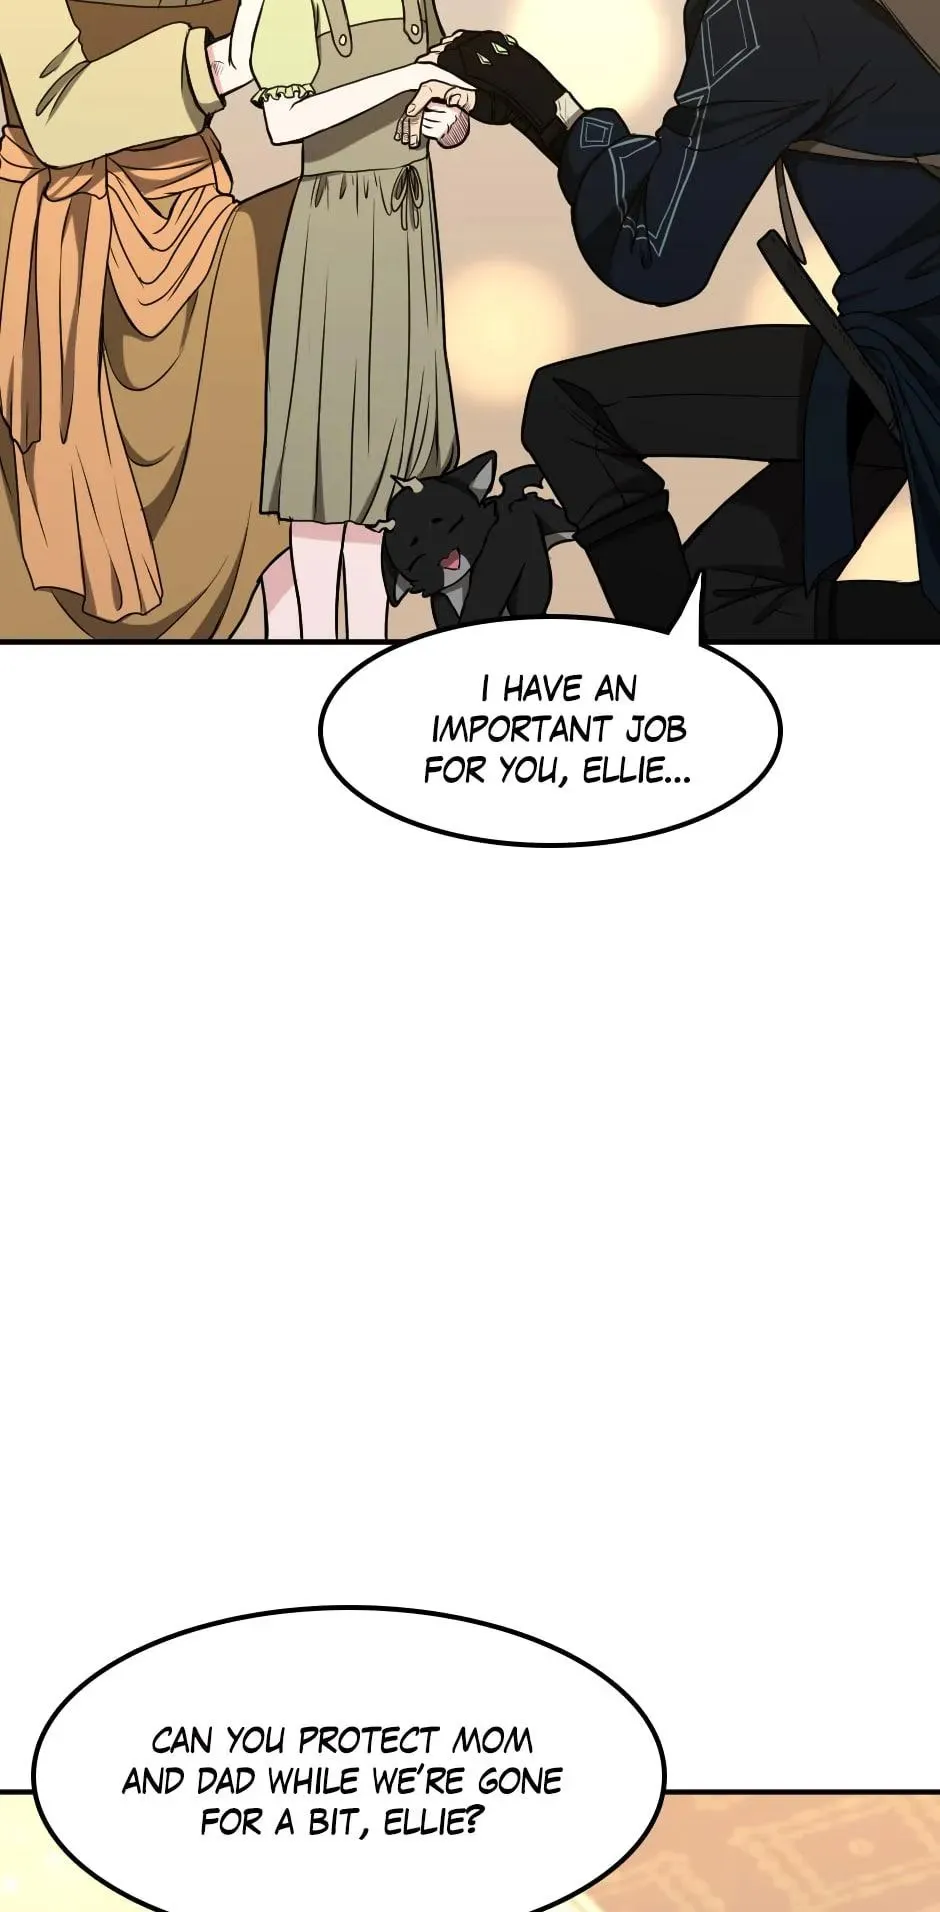 I HAVE AN
IMPORTANT JOB
FOR YOU, ELLIE...
CAN YOU PROTECT MOM
AND DAD WHILE WE'RE GONE
FOR A BIT, ELLIE?